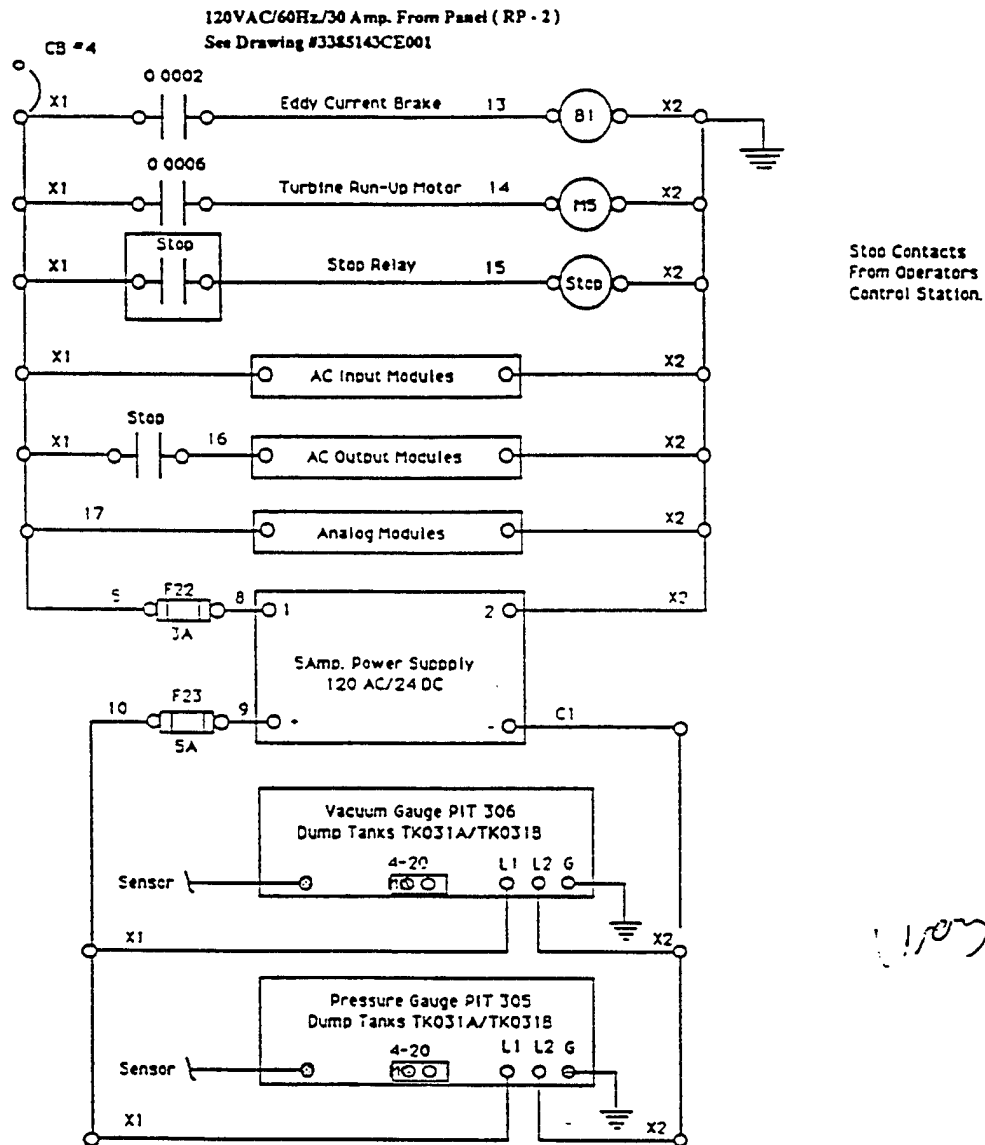 120VAC/60Hz/30 Amp. From Panel ( RP - 2 )
See Drawing #3385143CE001
CB #4
X1
O 0002
Eddy Current Brake
13
B1
X2
X1
O 0006
Turbine Run-Up Motor
14
M5
X2
X1
Stop
Stop Relay
15
Stop
X2
Stop Contacts
From Operators
Control Station.
X1
AC Input Modules
X2
X1
Stop
16
AC Output Modules
X2
17
Analog Modules
X2
F22
3A
8
1
2
X2
5Amp. Power Suppply
120 AC/24 DC
10
F23
5A
9
+
-
C1
Vacuum Gauge PIT 306
Dump Tanks TK031A/TK031B
Sensor
4-20
L1 L2 G
X1
X2
Pressure Gauge PIT 305
Dump Tanks TK031A/TK031B
Sensor
4-20
L1 L2 G
X1
X2